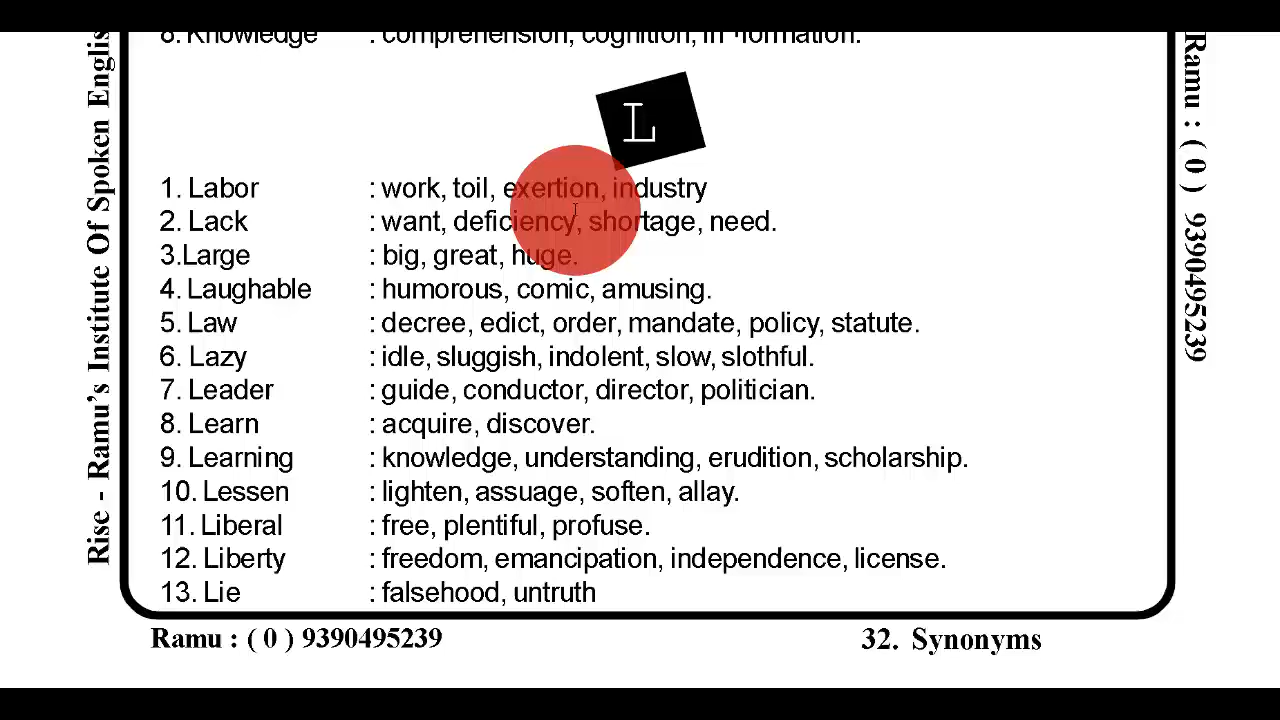 8. Knowledge : comprehension, cognition, in
L
1. Labor : work, toil, exertion, industry
2. Lack : want, deficiency, shortage, need.
3.Large : big, great, huge.
4. Laughable : humorous, comic, amusing.
5. Law : decree, edict, order, mandate, policy, statute.
6. Lazy : idle, sluggish, indolent, slow, slothful.
7. Leader : guide, conductor, director, politician.
8. Learn : acquire, discover.
9. Learning : knowledge, understanding, erudition, scholarship.
10. Lessen : lighten, assuage, soften, allay.
11. Liberal : free, plentiful, profuse.
12. Liberty : freedom, emancipation, independence, license.
13. Lie : falsehood, untruth
Ramu : ( 0 ) 9390495239
32. Synonyms
Rise - Ramu's Institute Of Spoken Englis
Ramu : ( 0 ) 9390495239